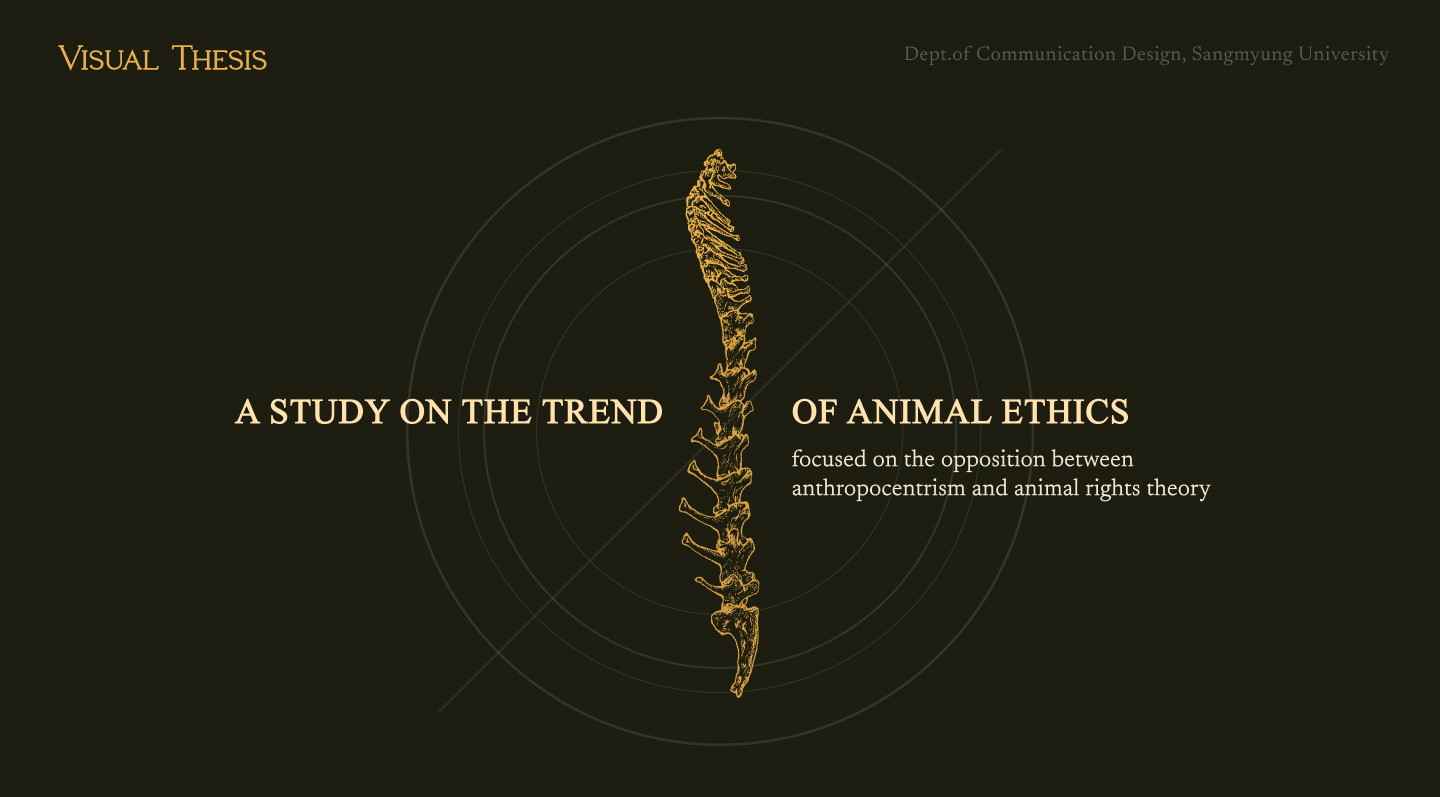 Visual Thesis
Dept.of Communication Design, Sangmyung University
A STUDY ON THE TREND OF ANIMAL ETHICS
focused on the opposition between
anthropocentrism and animal rights theory